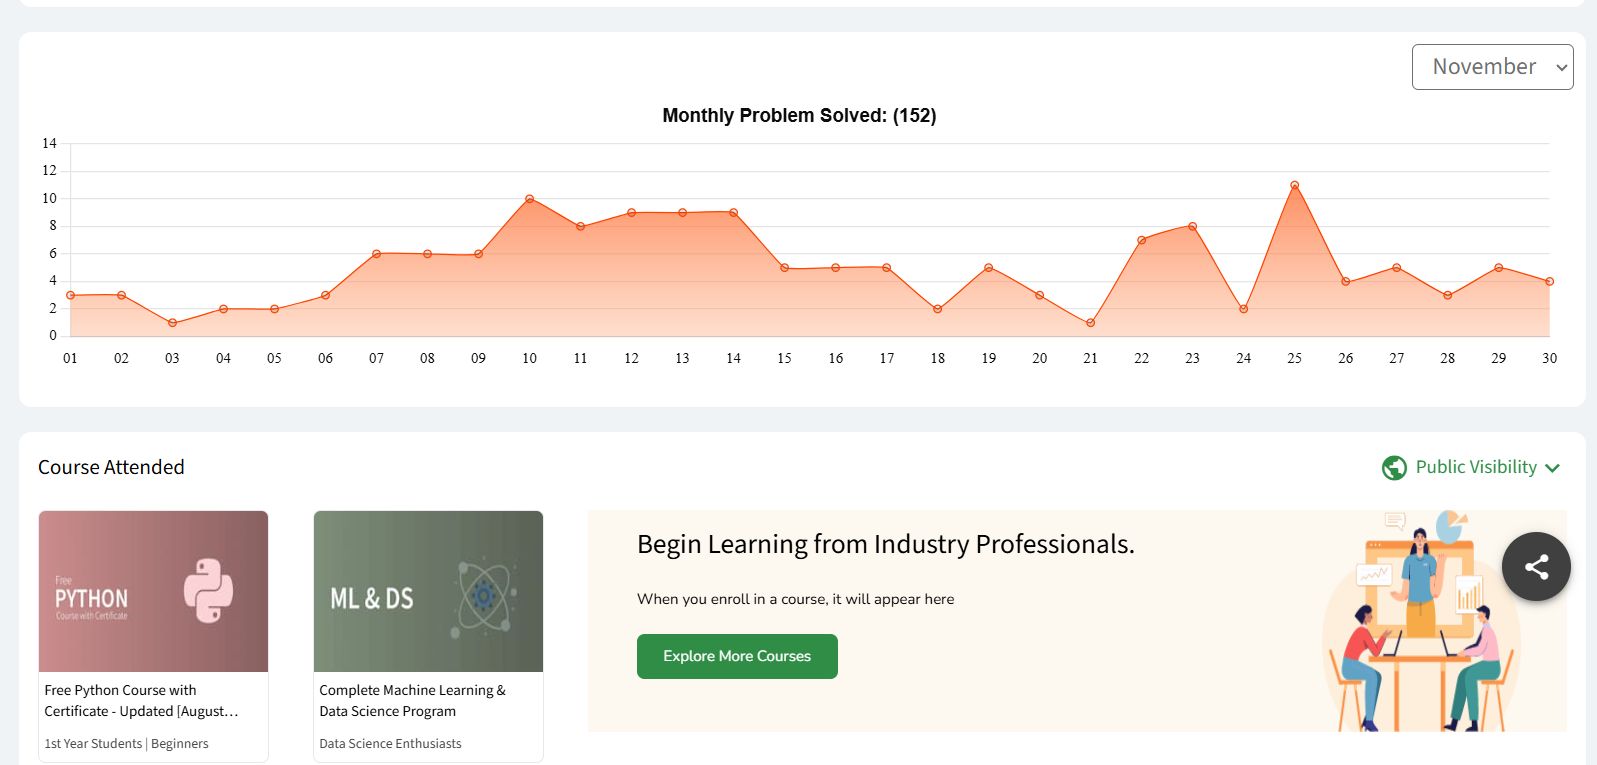 November
Monthly Problem Solved: (152)
14
12
10
8
6
4
2
0
01 02 03 04 05 06 07 08 09 10 11 12 13 14 15 16 17 18 19 20 21 22 23 24 25 26 27 28 29 30
Course Attended
Public Visibility
Free
PYTHON
Course with Certificate
Free Python Course with
Certificate - Updated [August...
1st Year Students | Beginners
ML & DS
Complete Machine Learning &
Data Science Program
Data Science Enthusiasts
Begin Learning from Industry Professionals.
When you enroll in a course, it will appear here
Explore More Courses